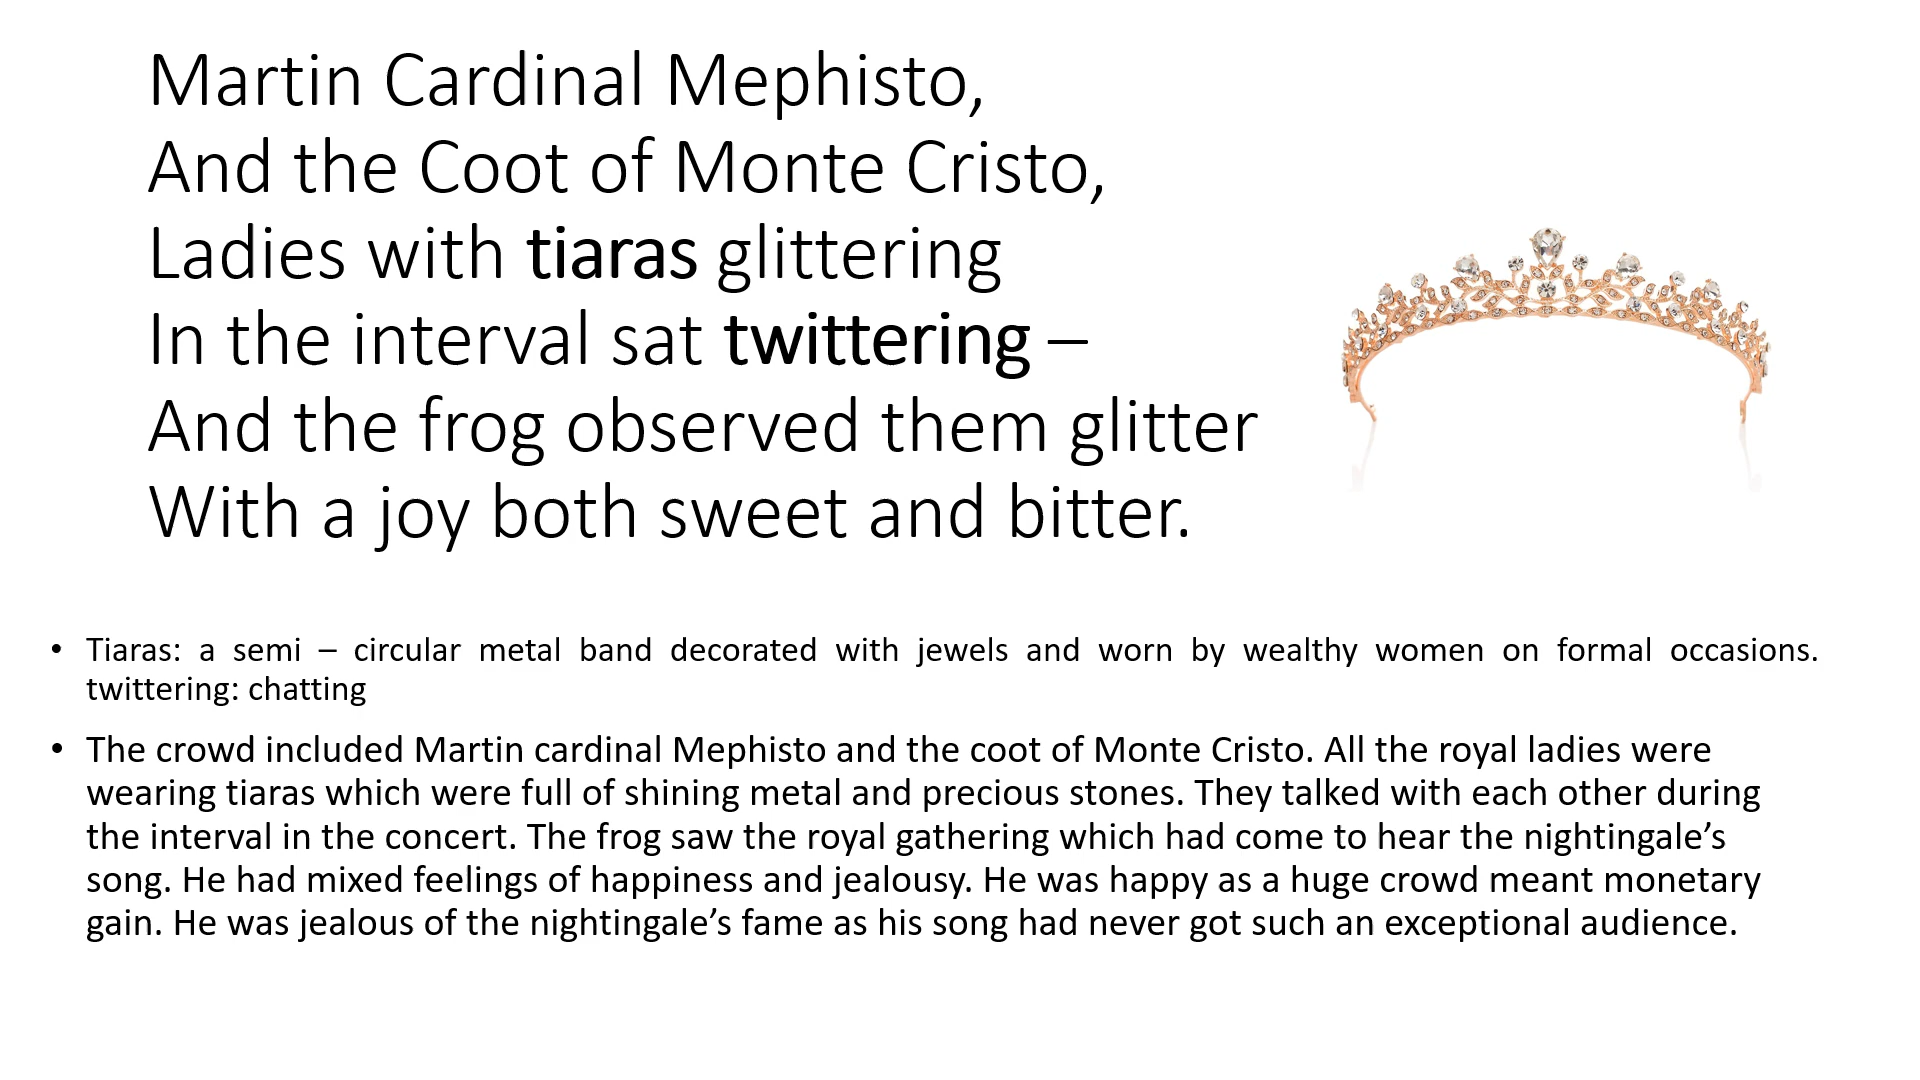 Martin Cardinal Mephisto,
And the Coot of Monte Cristo,
Ladies with tiaras glittering
In the interval sat twittering –
And the frog observed them glitter
With a joy both sweet and bitter.
• Tiaras: a semi – circular metal band decorated with jewels and worn by wealthy women on formal occasions.
twittering: chatting
• The crowd included Martin cardinal Mephisto and the coot of Monte Cristo. All the royal ladies were
wearing tiaras which were full of shining metal and precious stones. They talked with each other during
the interval in the concert. The frog saw the royal gathering which had come to hear the nightingale’s
song. He had mixed feelings of happiness and jealousy. He was happy as a huge crowd meant monetary
gain. He was jealous of the nightingale’s fame as his song had never got such an exceptional audience.